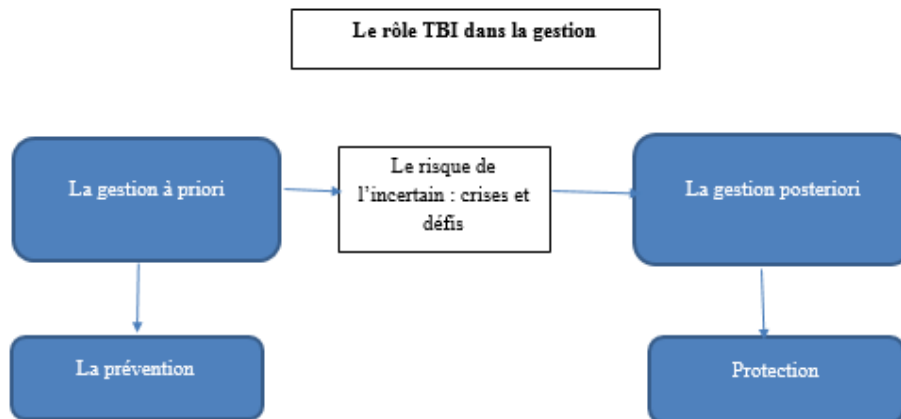 Le rôle TBI dans la gestion
La gestion à priori
Le risque de
l'incertain : crises et
défis
La gestion posteriori
La prévention
Protection